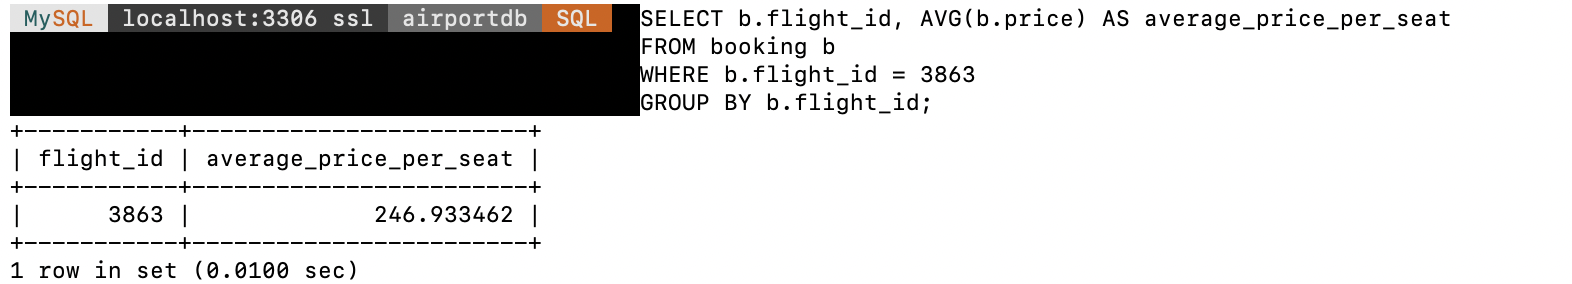 MySQL localhost:3306 ssl airportdb SQL SELECT b.flight_id, AVG(b.price) AS average_price_per_seat
FROM booking b
WHERE b.flight_id = 3863
GROUP BY b.flight_id;
+-----------+------------------------+
| flight_id | average_price_per_seat |
+-----------+------------------------+
|      3863 |             246.933462 |
+-----------+------------------------+
1 row in set (0.0100 sec)